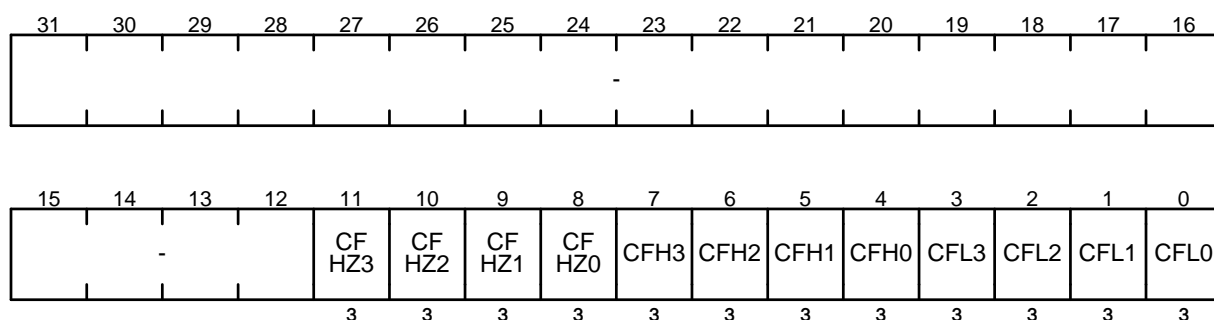 31 30 29 28 27 26 25 24 23 22 21 20 19 18 17 16
-
15 14 13 12 11 10 9 8 7 6 5 4 3 2 1 0
- CF HZ3 CF HZ2 CF HZ1 CF HZ0 CFH3 CFH2 CFH1 CFH0 CFL3 CFL2 CFL1 CFL0
3 3 3 3 3 3 3 3 3 3 3 3